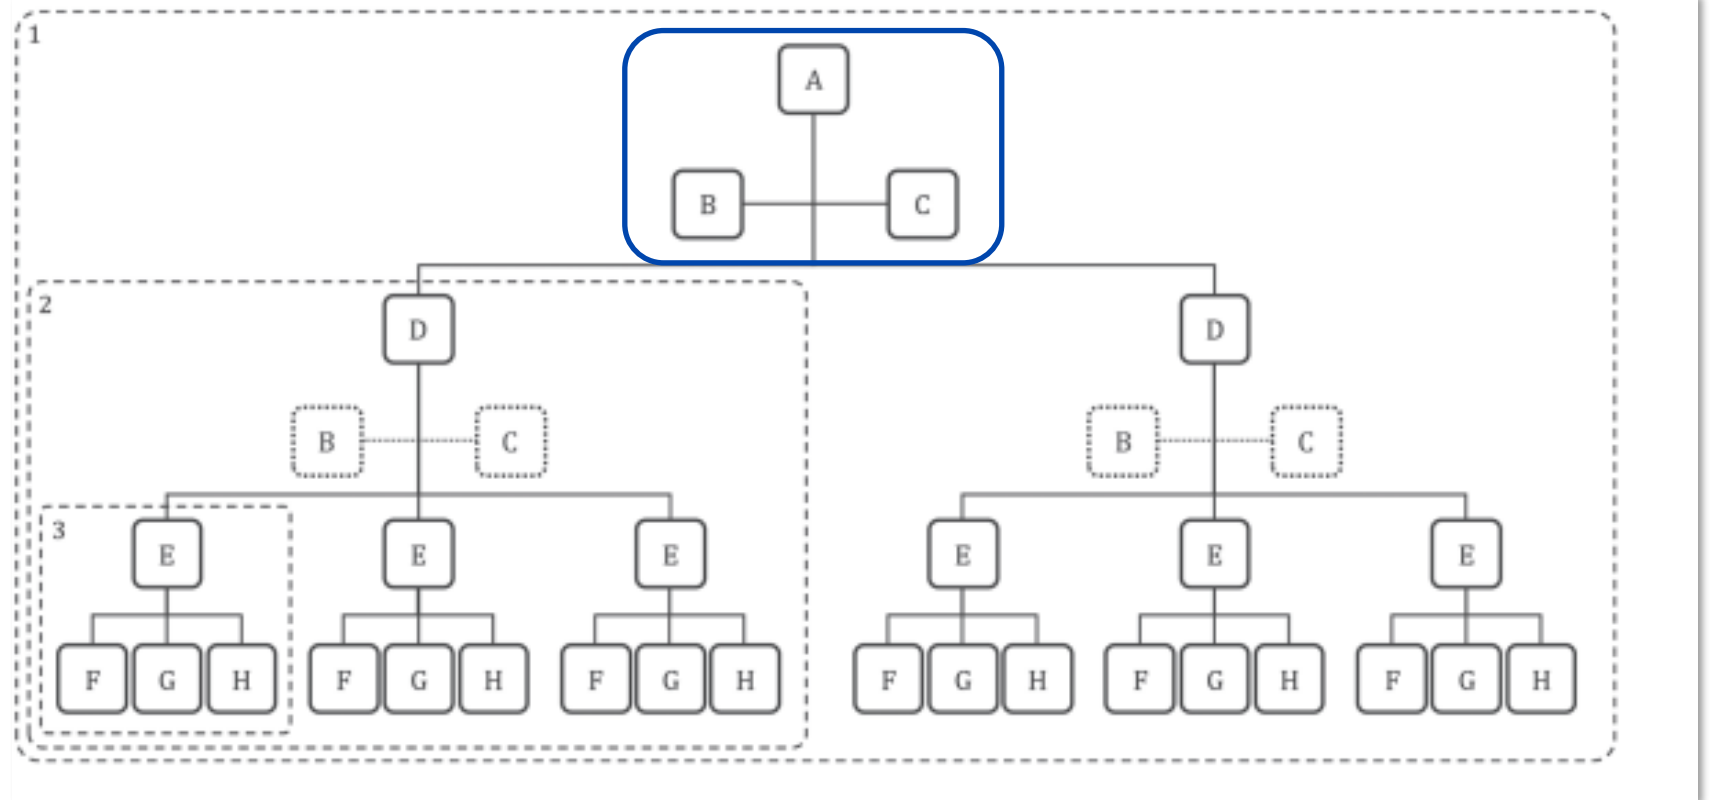 1
A
B C
2
D D
B C B C
3
E E E E E E
F G H F G H F G H F G H F G H F G H